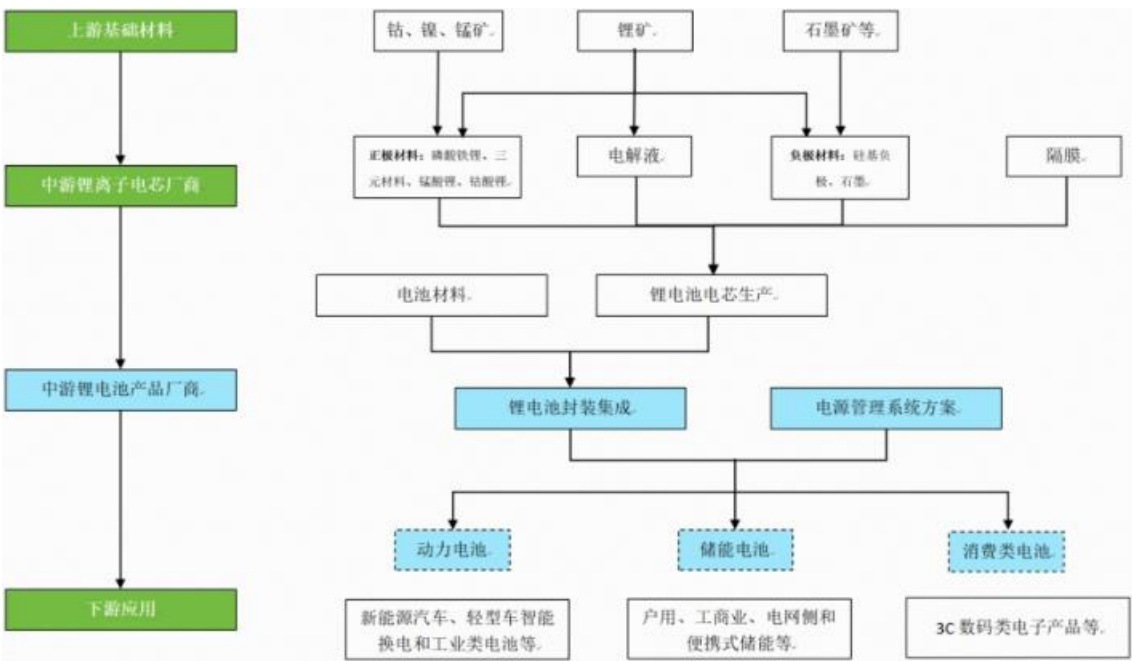 上游基础材料
钴、镍、锰矿
锂矿
石墨矿等
正极材料：磷酸铁锂、三
元材料、锰酸锂、钴酸锂
电解液
负极材料：硅基负
极、石墨
隔膜
中游锂离子电芯厂商
电池材料
锂电池电芯生产
中游锂电池产品厂商
锂电池封装集成
电源管理系统方案
动力电池
储能电池
消费类电池
下游应用
新能源汽车、轻型车智能
换电和工业类电池等
户用、工商业、电网侧和
便携式储能等
3C 数码类电子产品等